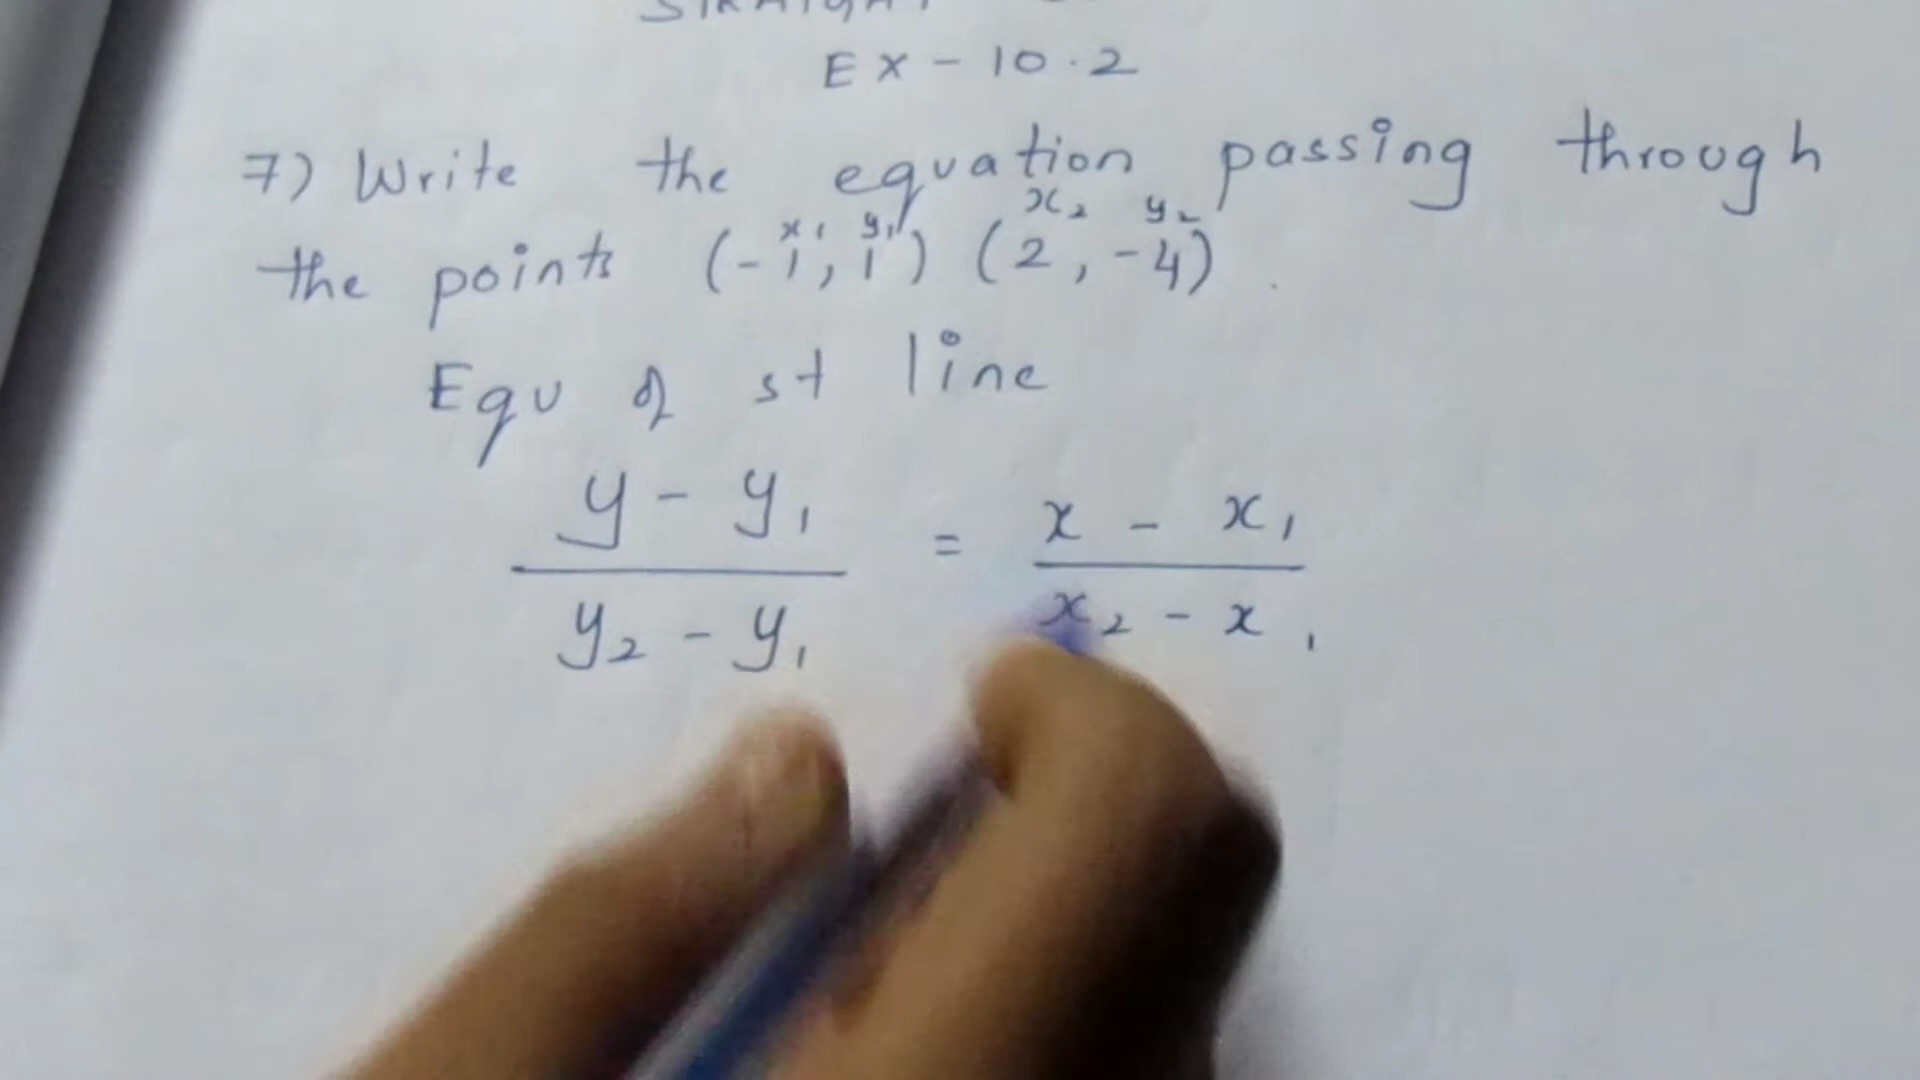 STRAIGHT
EX - 10.2
7) Write the equation passing through
x₁ y₁ x₂ y₂
the points (-1, 1) (2, -4).
Equ of st line
y - y₁ = x - x₁
y₂ - y₁ x₂ - x₁